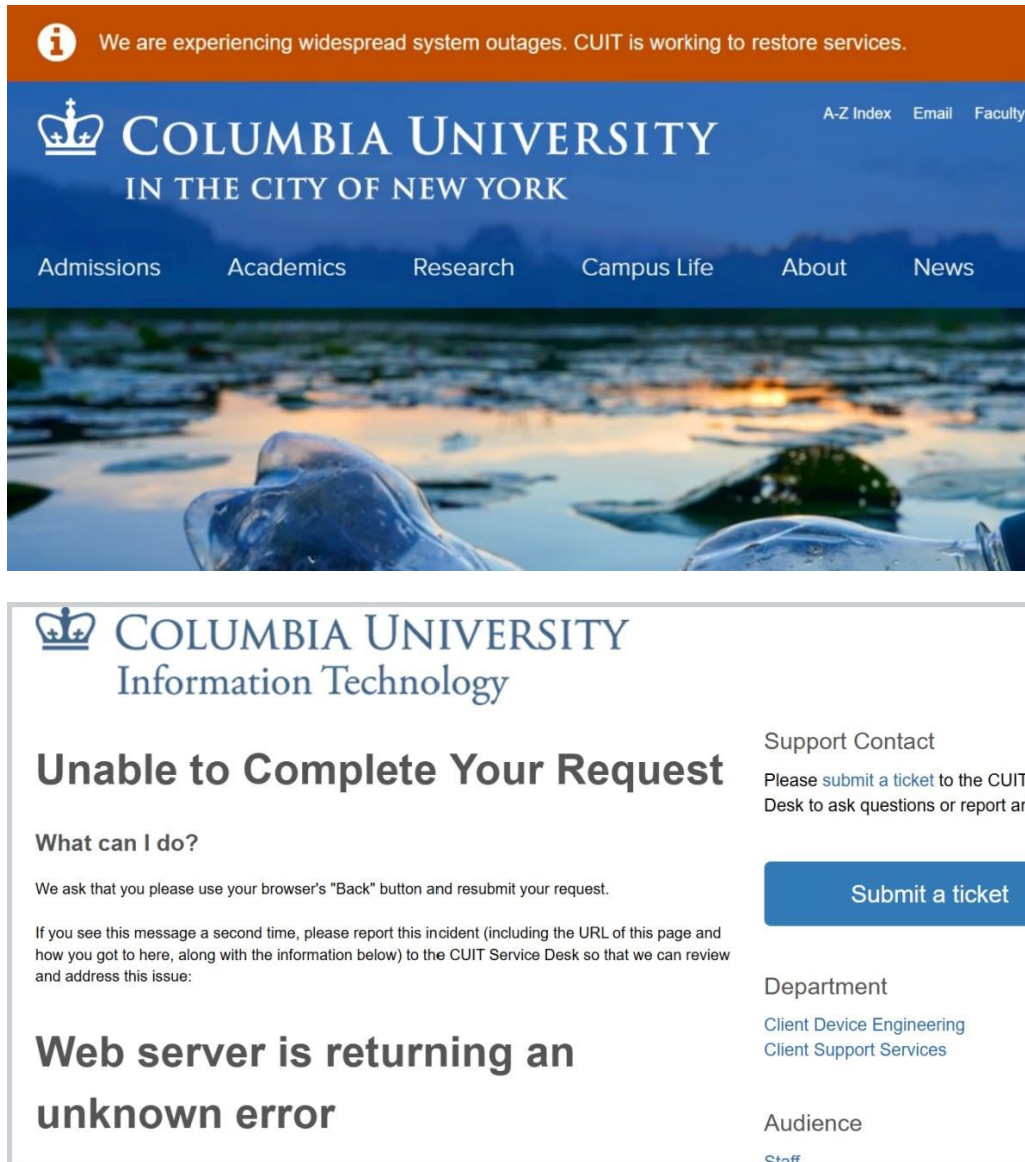 We are experiencing widespread system outages. CUIT is working to restore services.
A-Z Index Email Faculty
COLUMBIA UNIVERSITY
IN THE CITY OF NEW YORK
Admissions Academics Research Campus Life About News
COLUMBIA UNIVERSITY
Information Technology
Unable to Complete Your Request
What can I do?
We ask that you please use your browser's "Back" button and resubmit your request.
If you see this message a second time, please report this incident (including the URL of this page and
how you got to here, along with the information below) to the CUIT Service Desk so that we can review
and address this issue:
Web server is returning an
unknown error
Support Contact
Please submit a ticket to the CUIT
Desk to ask questions or report
Submit a ticket
Department
Client Device Engineering
Client Support Services
Audience
Staff